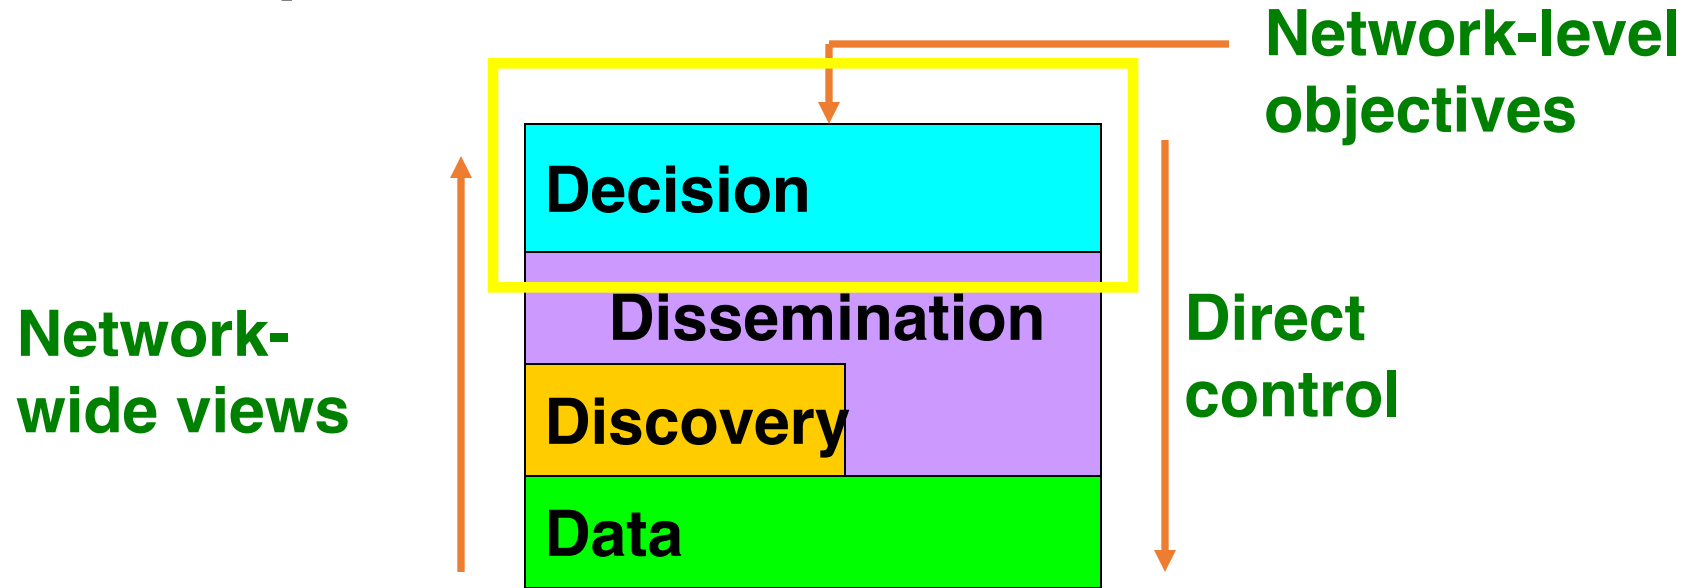 Network-level
objectives
Decision
Dissemination
Network-
wide views
Direct
control
Discovery
Data